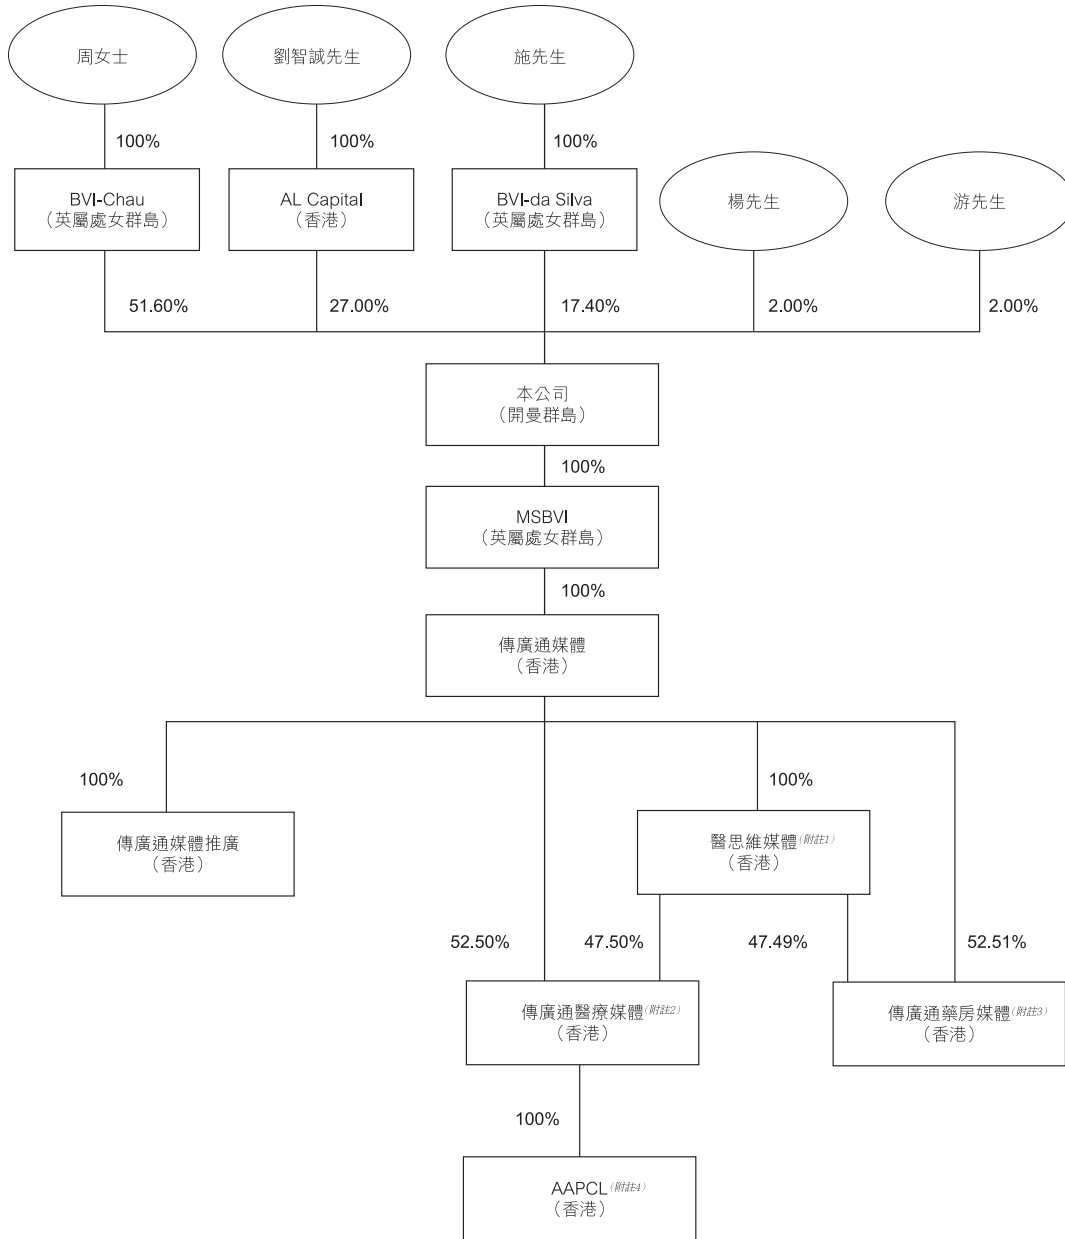 周女士
劉智誠先生
施先生
100%
100%
100%
BVI-Chau
（英屬處女群島）
AL Capital
（香港）
BVI-da Silva
（英屬處女群島）
楊先生
游先生
51.60%
27.00%
17.40%
2.00%
2.00%
本公司
（開曼群島）
100%
MSBVI
（英屬處女群島）
100%
傳廣通媒體
（香港）
100%
100%
傳廣通媒體推廣
（香港）
醫思維媒體(附註1)
（香港）
52.50%
47.50%
47.49%
52.51%
傳廣通醫療媒體(附註2)
（香港）
傳廣通藥房媒體(附註3)
（香港）
100%
AAPCL(附註4)
（香港）